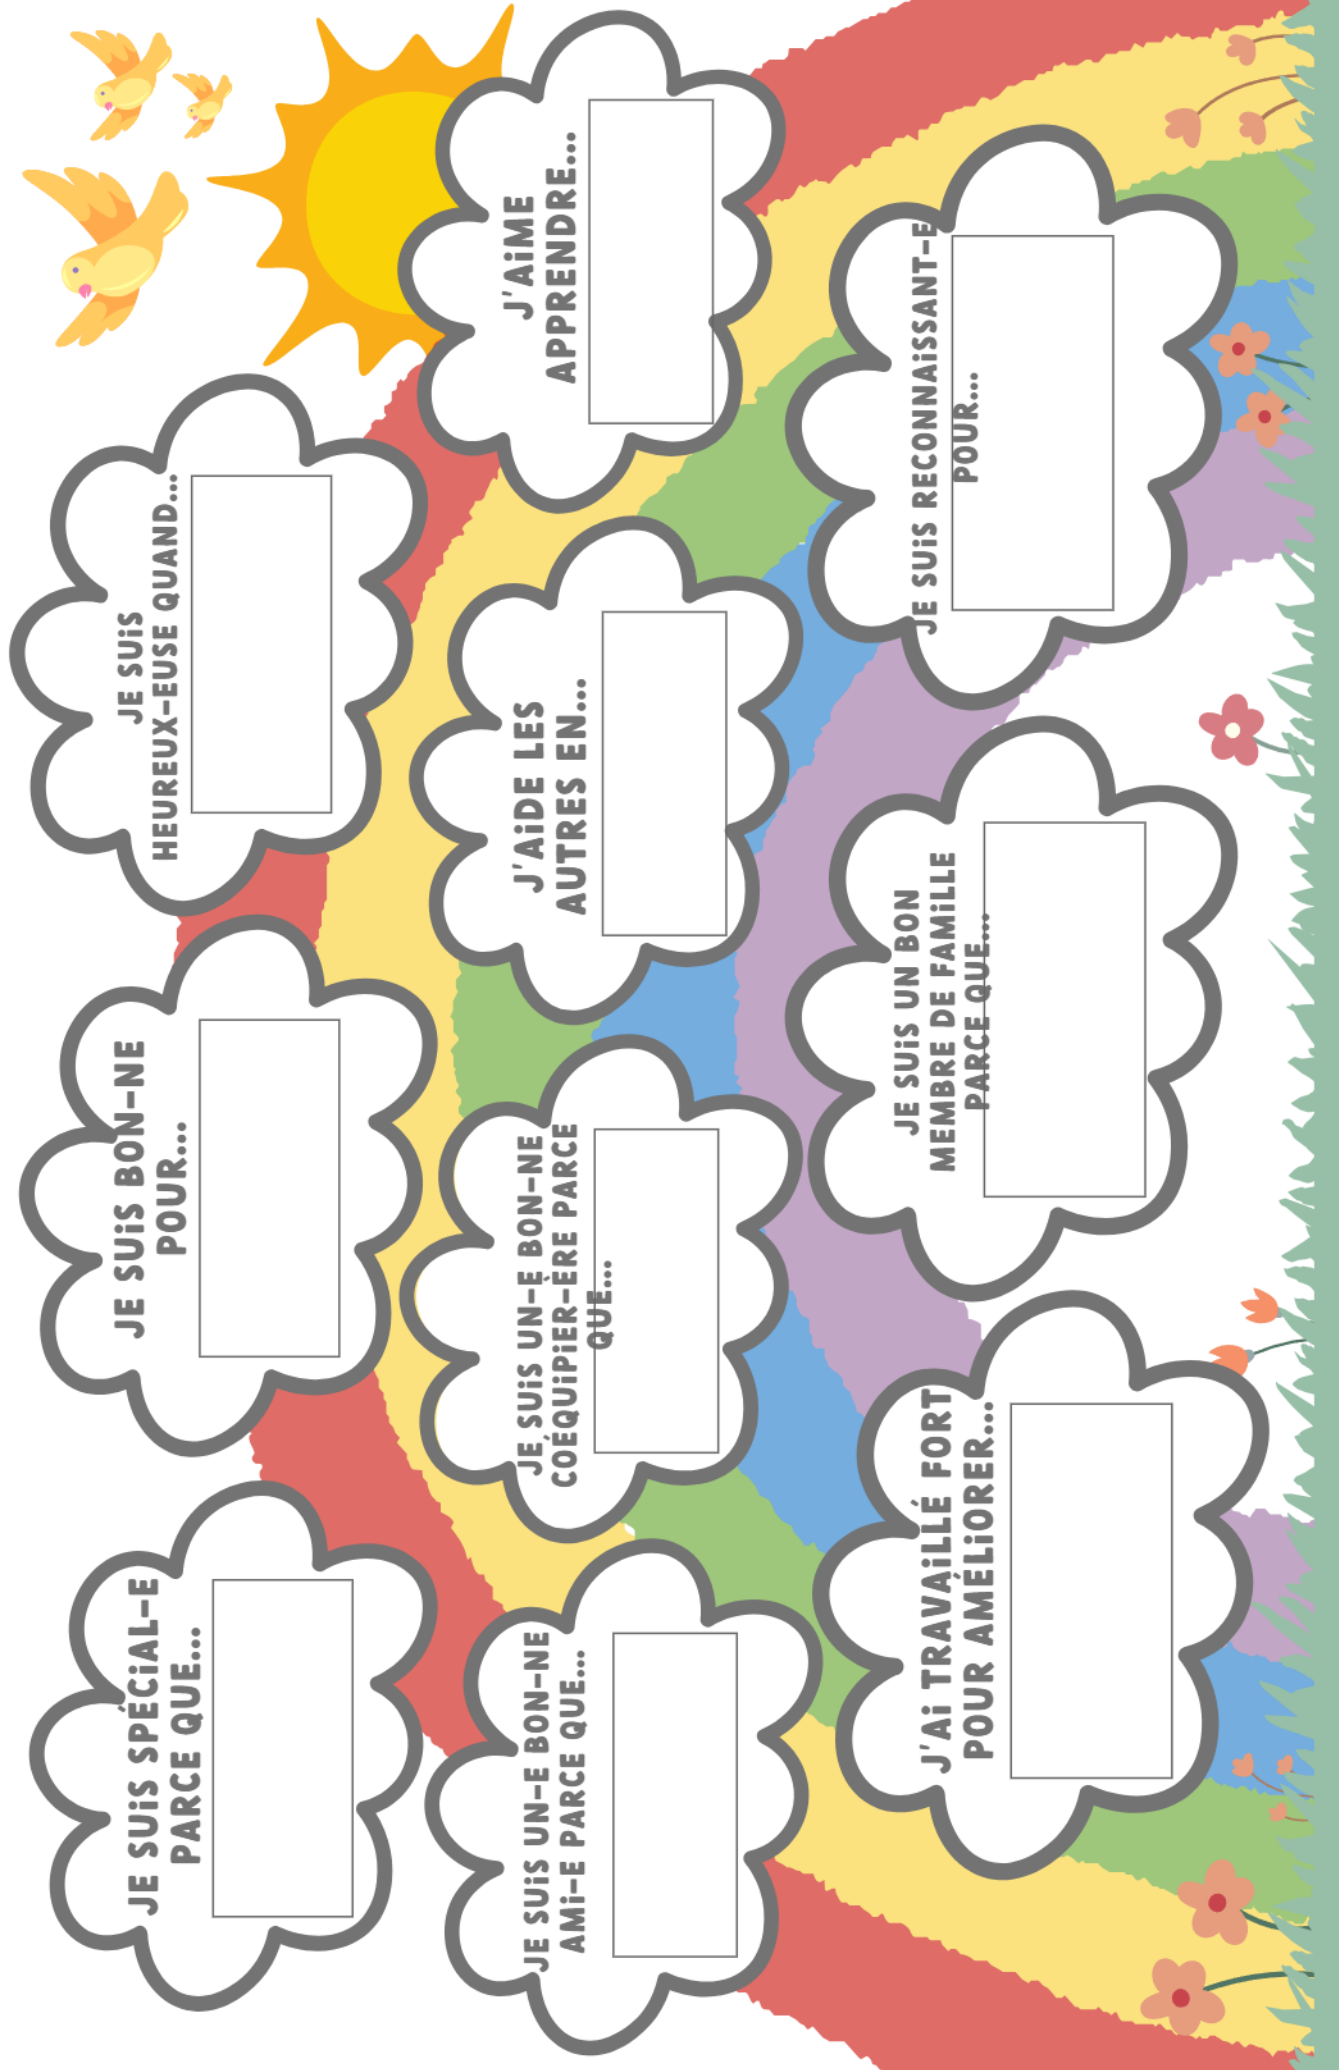 JE SUIS SPÉCIAL-E
PARCE QUE...
JE SUIS BON-NE
POUR...
JE SUIS
HEUREUX-EUSE QUAND...
JE SUIS UN-E BON-NE
AMI-E PARCE QUE...
JE SUIS UN-E BON-NE
COÉQUIPIER-ÈRE PARCE
QUE...
J'AIDE LES
AUTRES EN...
J'AIME
APPRENDRE...
J'AI TRAVAILLÉ FORT
POUR AMÉLIORER...
JE SUIS UN BON
MEMBRE DE FAMILLE
PARCE QUE...
JE SUIS RECONNAISSANT-E
POUR...